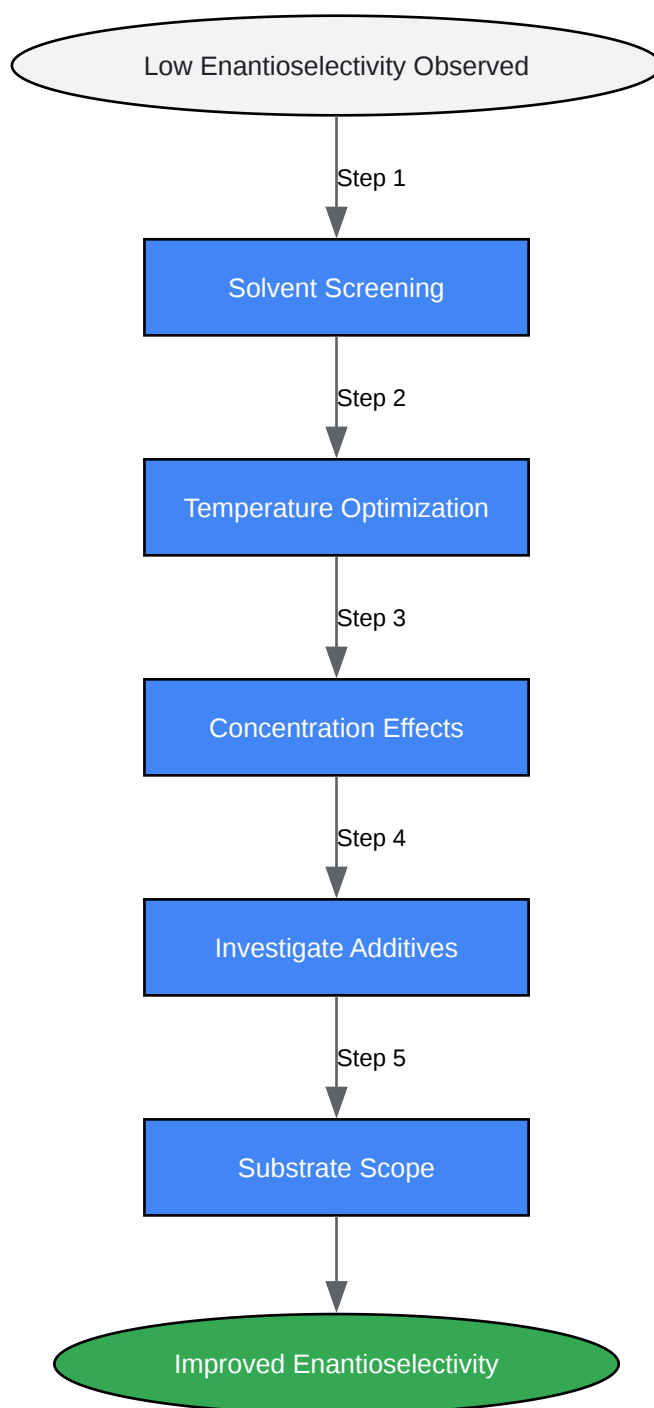 Low Enantioselectivity Observed
Step 1
Solvent Screening
Step 2
Temperature Optimization
Step 3
Concentration Effects
Step 4
Investigate Additives
Step 5
Substrate Scope
Improved Enantioselectivity